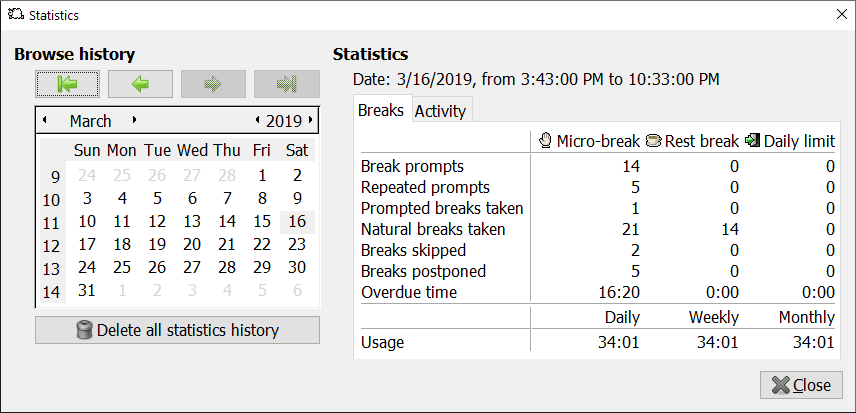 Statistics
Browse history
March 2019
Sun Mon Tue Wed Thu Fri Sat
9 24 25 26 27 28 1 2
10 3 4 5 6 7 8 9
11 10 11 12 13 14 15 16
12 17 18 19 20 21 22 23
13 24 25 26 27 28 29 30
14 31 1 2 3 4 5 6
Delete all statistics history
Statistics
Date: 3/16/2019, from 3:43:00 PM to 10:33:00 PM
Breaks Activity
Micro-break Rest break Daily limit
Break prompts 14 0 0
Repeated prompts 5 0 0
Prompted breaks taken 1 0 0
Natural breaks taken 21 14 0
Breaks skipped 2 0 0
Breaks postponed 5 0 0
Overdue time 16:20 0:00 0:00
Daily Weekly Monthly
Usage 34:01 34:01 34:01
Close